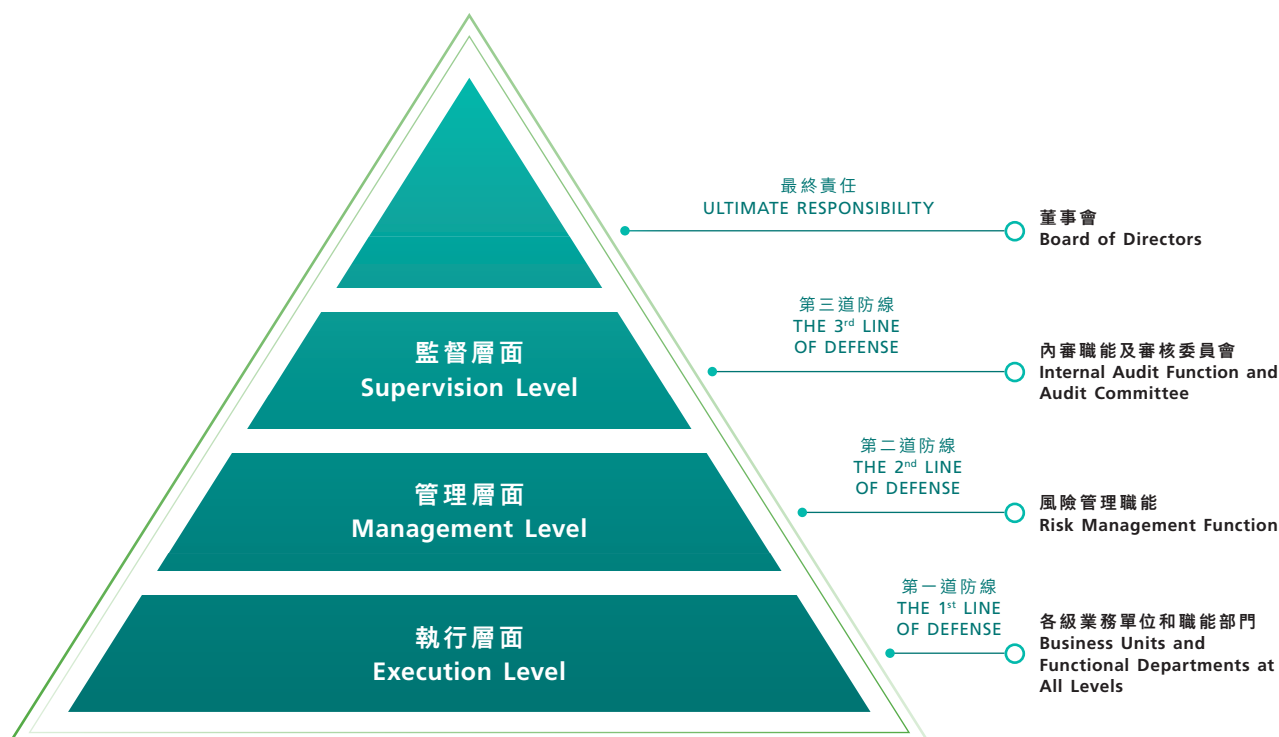 最終責任
ULTIMATE RESPONSIBILITY
董事會
Board of Directors
監督層面
Supervision Level
第三道防線
THE 3rd LINE
OF DEFENSE
內審職能及審核委員會
Internal Audit Function and
Audit Committee
管理層面
Management Level
第二道防線
THE 2nd LINE
OF DEFENSE
風險管理職能
Risk Management Function
執行層面
Execution Level
第一道防線
THE 1st LINE
OF DEFENSE
各級業務單位和職能部門
Business Units and
Functional Departments at
All Levels